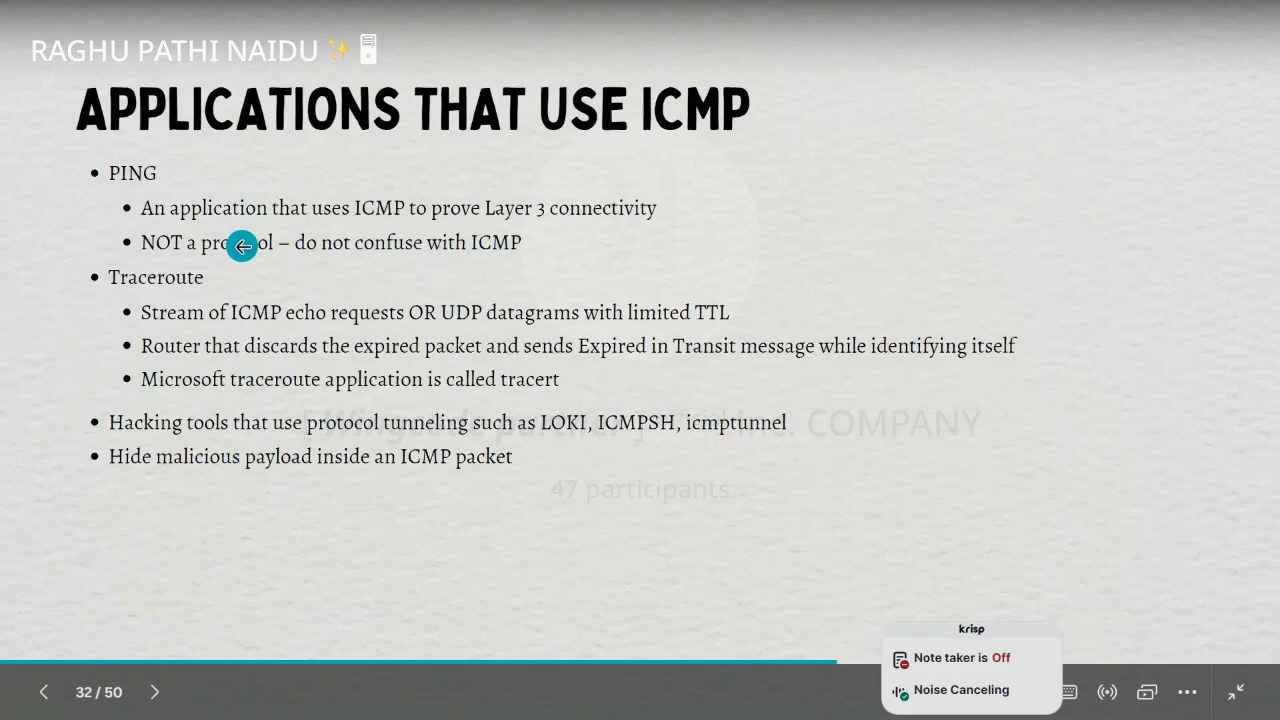 RAGHU PATHI NAIDU ✨🖥
APPLICATIONS THAT USE ICMP
• PING
• An application that uses ICMP to prove Layer 3 connectivity
• NOT a – do not confuse with ICMP
• Traceroute
• Stream of ICMP echo requests OR UDP datagrams with limited TTL
• Router that discards the expired packet and sends Expired in Transit message while identifying itself
• Microsoft traceroute application is called tracert
• Hacking tools that use protocol tunneling such as LOKI, ICMPSH, icmptunnel
Inc. COMPANY
• Hide malicious payload inside an ICMP packet
47 participants
krisp
Note taker is Off
Noise Canceling
32 / 50